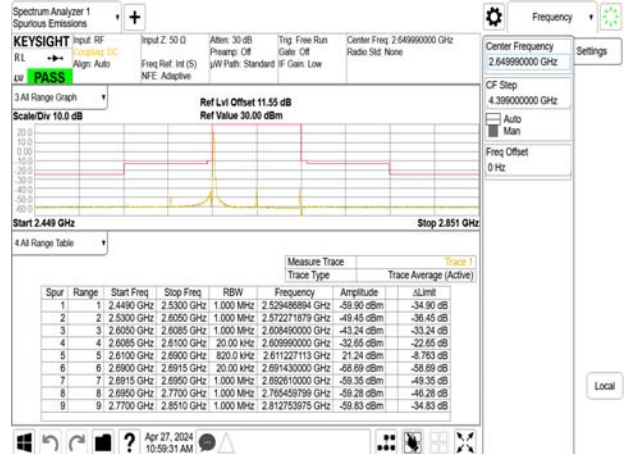 Spectrum Analyzer 1
Spurious Emissions
+
Frequency
KEYSIGHT
Input: RF
Input Z: 50 Ω
Atten: 30 dB
Trig: Free Run
Center Freq: 2.649990000 GHz
RL
Coupling: DC
Preamp: Off
Gate: Off
Radio Std: None
Align: Auto
Freq Ref: Int (S)
µW Path: Standard
IF Gain: Low
NFE: Adaptive
PASS
Center Frequency
2.649990000 GHz
Settings
CF Step
4.399000000 GHz
Auto
Man
Freq Offset
0 Hz
Local
3 All Range Graph
Ref Lvl Offset 11.55 dB
Scale/Div 10.0 dB
Ref Value 30.00 dBm
20.0
10.0
0.00
-10.0
-20.0
-30.0
-40.0
-50.0
-60.0
Start 2.449 GHz
Stop 2.851 GHz
4 All Range Table
Measure Trace Trace 1
Trace Type Trace Average (Active)
Spur Range Start Freq Stop Freq RBW Frequency Amplitude ΔLimit
1 1 2.4490 GHz 2.5300 GHz 1.000 MHz 2.529486894 GHz -59.90 dBm -34.90 dB
2 2 2.5300 GHz 2.6050 GHz 1.000 MHz 2.572271879 GHz -49.45 dBm -36.45 dB
3 3 2.6050 GHz 2.6085 GHz 1.000 MHz 2.608490000 GHz -43.24 dBm -33.24 dB
4 4 2.6085 GHz 2.6100 GHz 20.00 kHz 2.609990000 GHz -32.65 dBm -22.65 dB
5 5 2.6100 GHz 2.6900 GHz 820.0 kHz 2.611227113 GHz 21.24 dBm -8.763 dB
6 6 2.6900 GHz 2.6915 GHz 20.00 kHz 2.691430000 GHz -68.69 dBm -58.69 dB
7 7 2.6915 GHz 2.6950 GHz 1.000 MHz 2.692610000 GHz -59.35 dBm -49.35 dB
8 8 2.6950 GHz 2.7700 GHz 1.000 MHz 2.765459799 GHz -59.28 dBm -46.28 dB
9 9 2.7700 GHz 2.8510 GHz 1.000 MHz 2.812753975 GHz -59.83 dBm -34.83 dB
?
Apr 27, 2024
10:59:31 AM